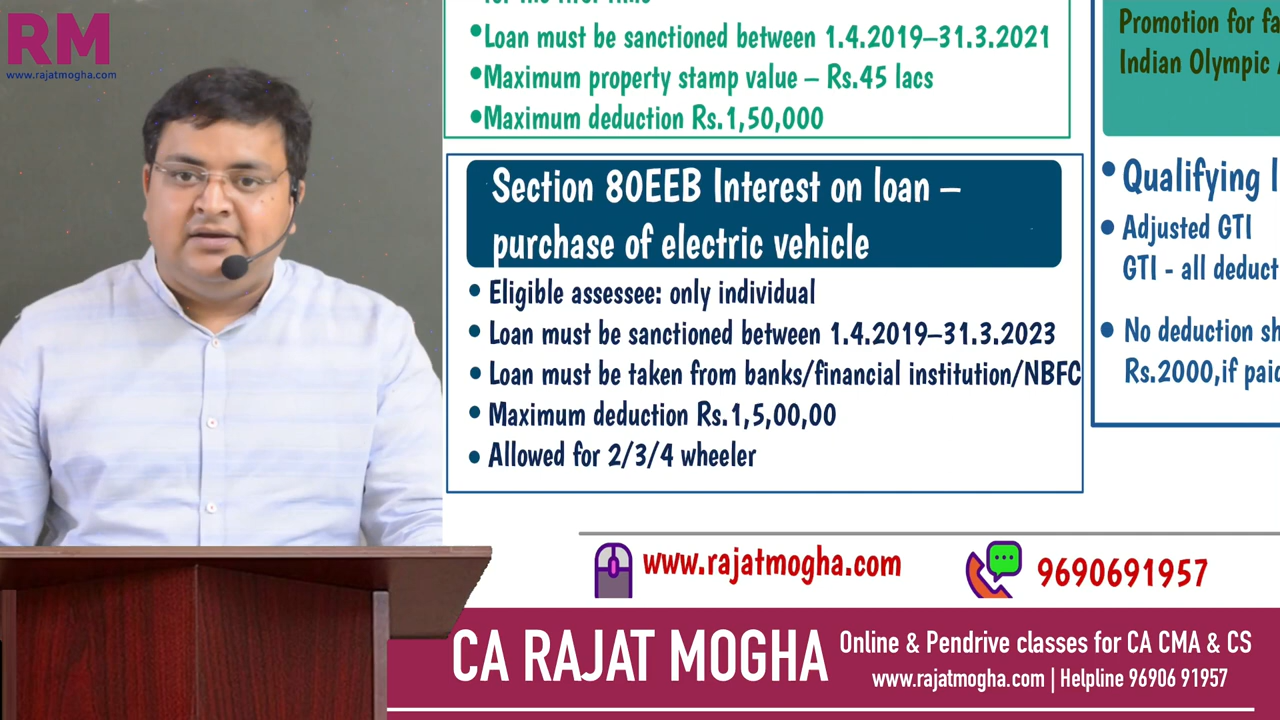 RM
www.rajatmogha.com
for the first time
•Loan must be sanctioned between 1.4.2019–31.3.2021
•Maximum property stamp value – Rs.45 lacs
•Maximum deduction Rs.1,50,000
Section 80EEB Interest on loan –
purchase of electric vehicle
• Eligible assessee: only individual
• Loan must be sanctioned between 1.4.2019–31.3.2023
• Loan must be taken from banks/financial institution/NBFC
• Maximum deduction Rs.1,5,00,00
• Allowed for 2/3/4 wheeler
Promotion for fa
Indian Olympic
• Qualifying l
• Adjusted GTI
GTI - all deduct
• No deduction sh
Rs.2000,if paid
www.rajatmogha.com
9690691957
CA RAJAT MOGHA
Online & Pendrive classes for CA CMA & CS
www.rajatmogha.com | Helpline 96906 91957